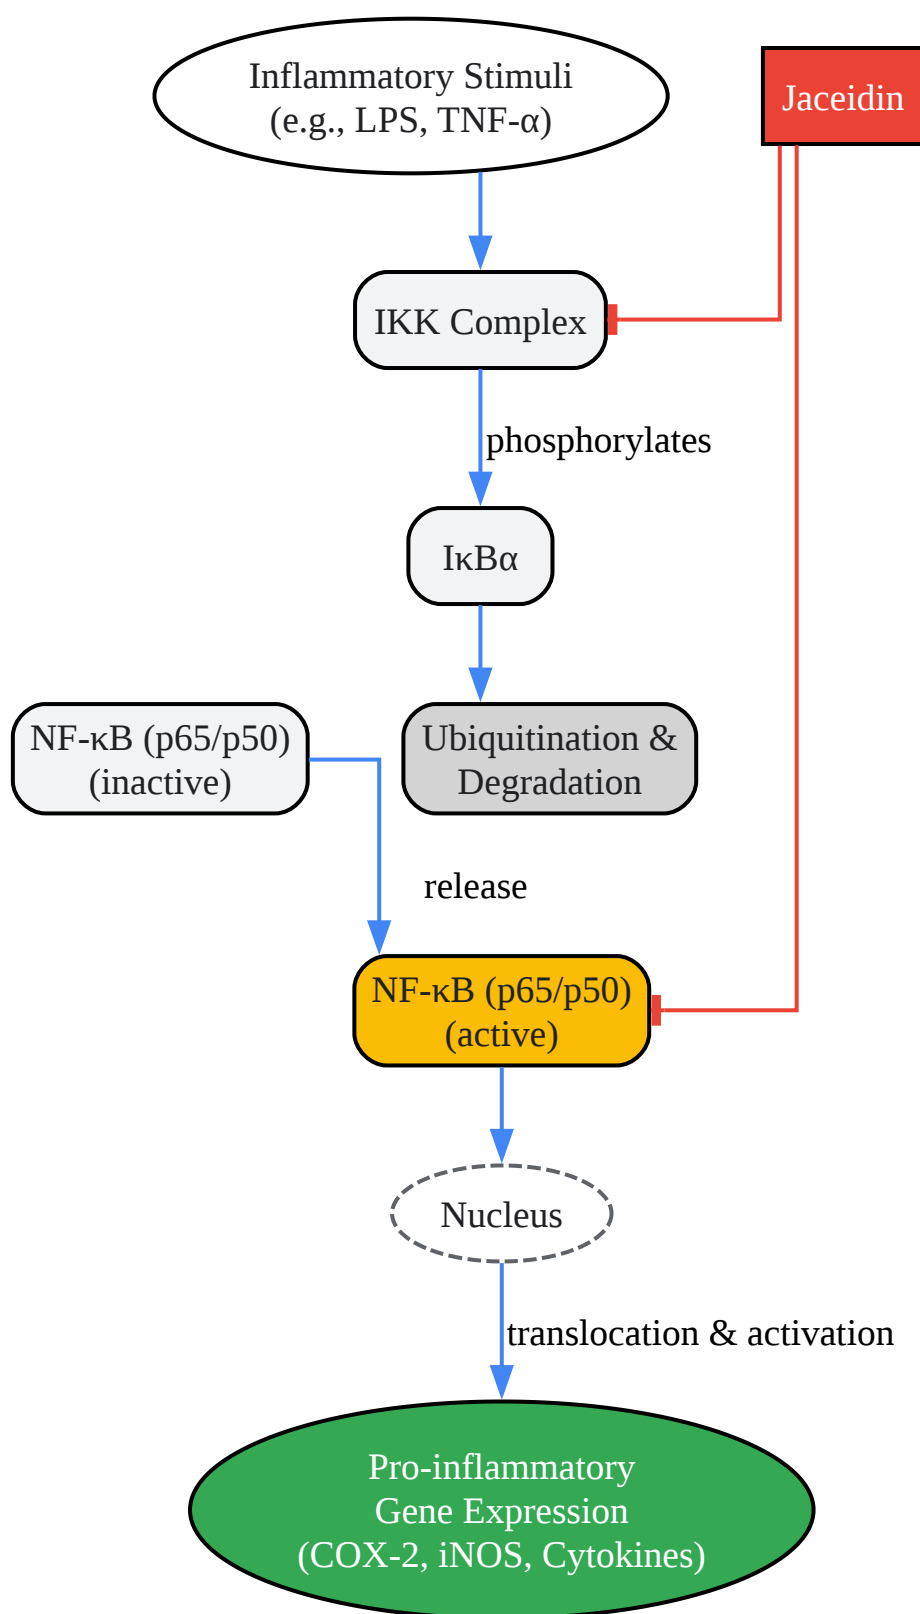 Inflammatory Stimuli
(e.g., LPS, TNF-α)
Jaceidin
IKK Complex
phosphorylates
IκBα
NF-κB (p65/p50)
(inactive)
Ubiquitination &
Degradation
release
NF-κB (p65/p50)
(active)
Nucleus
translocation & activation
Pro-inflammatory
Gene Expression
(COX-2, iNOS, Cytokines)